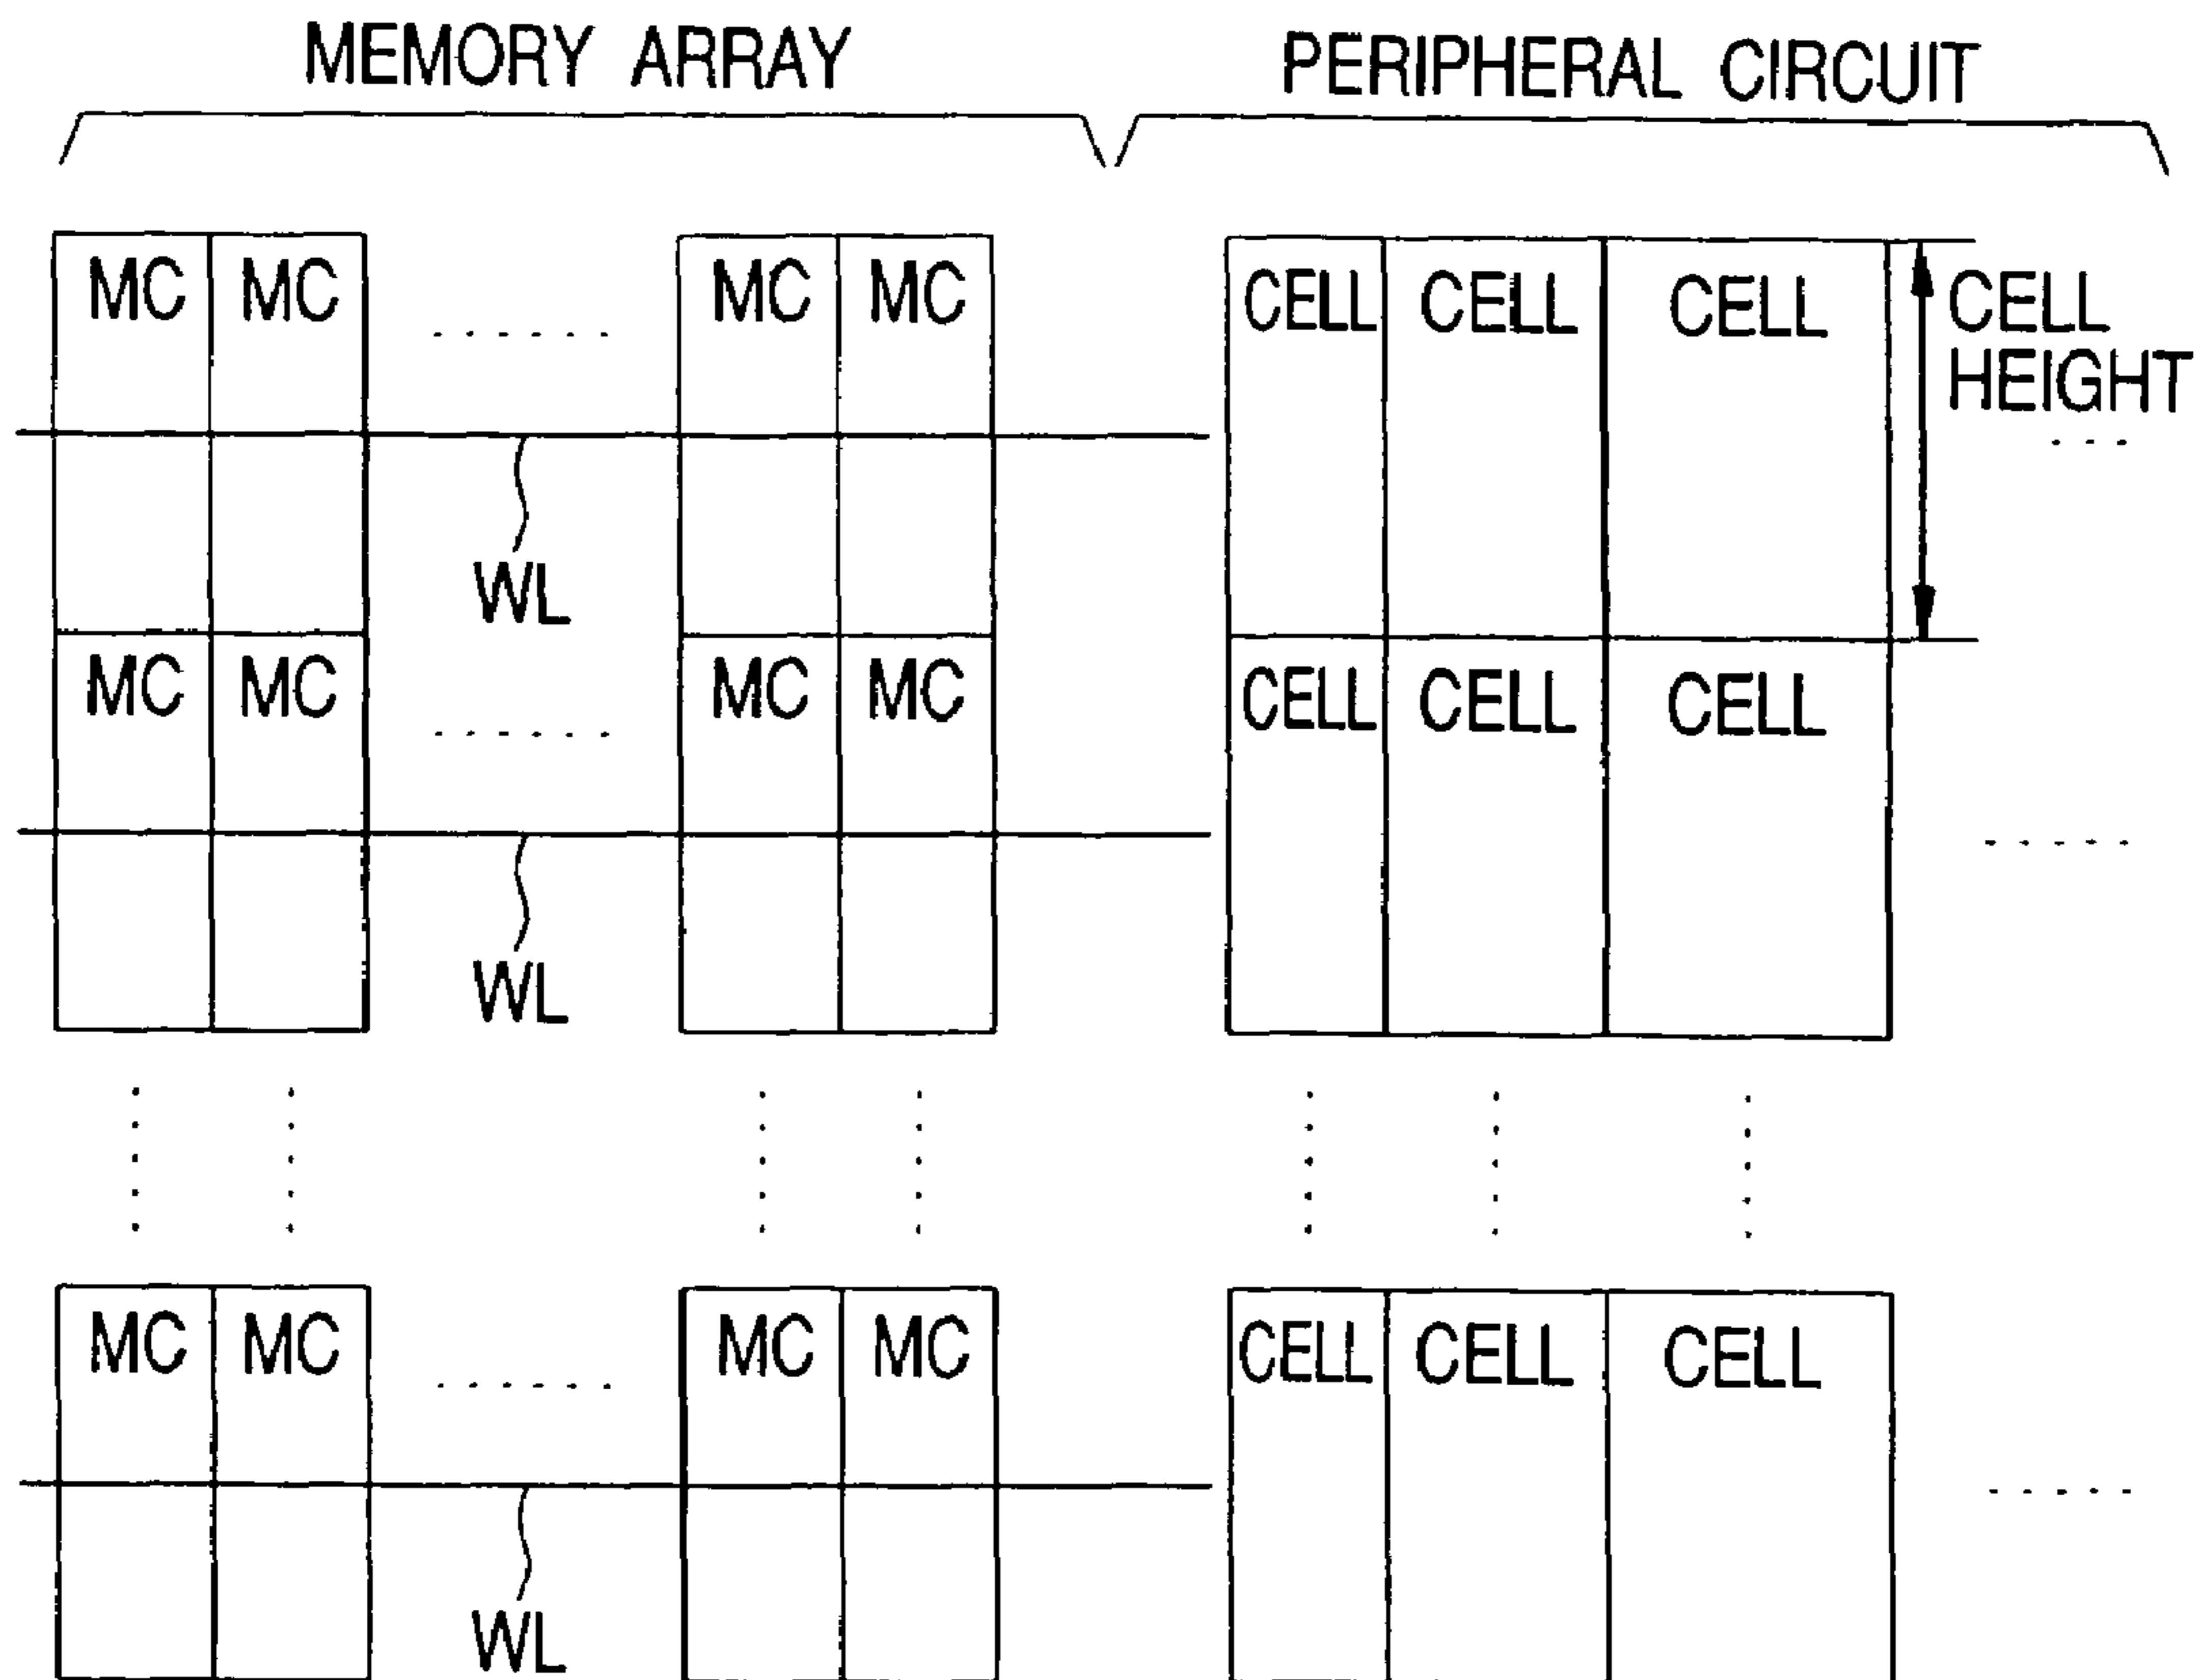 MEMORY ARRAY PERIPHERAL CIRCUIT
MC MC ...... MC MC CELL CELL CELL CELL
HEIGHT
WL
MC MC ...... MC MC CELL CELL CELL
WL
MC MC ...... MC MC CELL CELL CELL
WL